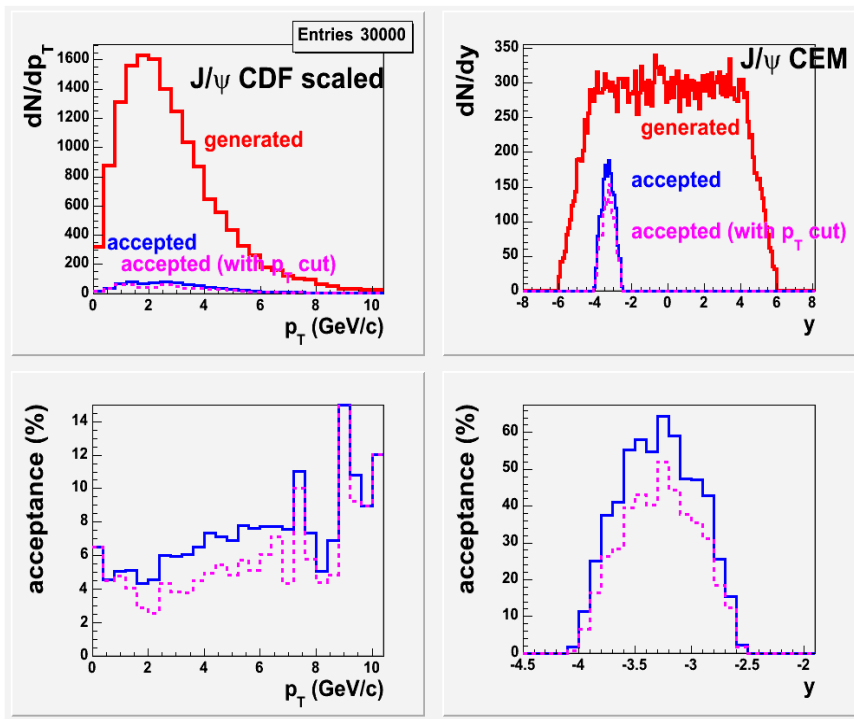 Entries 30000
J/ψ CDF scaled
dN/dp_T
generated
accepted
accepted (with p_T cut)
0 200 400 600 800 1000 1200 1400 1600
0 2 4 6 8 10
p_T (GeV/c)
J/ψ CEM
dN/dy
generated
accepted
accepted (with p_T cut)
0 50 100 150 200 250 300 350
-8 -6 -4 -2 0 2 4 6 8
y
acceptance (%)
0 2 4 6 8 10 12 14
0 2 4 6 8 10
p_T (GeV/c)
acceptance (%)
0 10 20 30 40 50 60
-4.5 -4 -3.5 -3 -2.5 -2
y